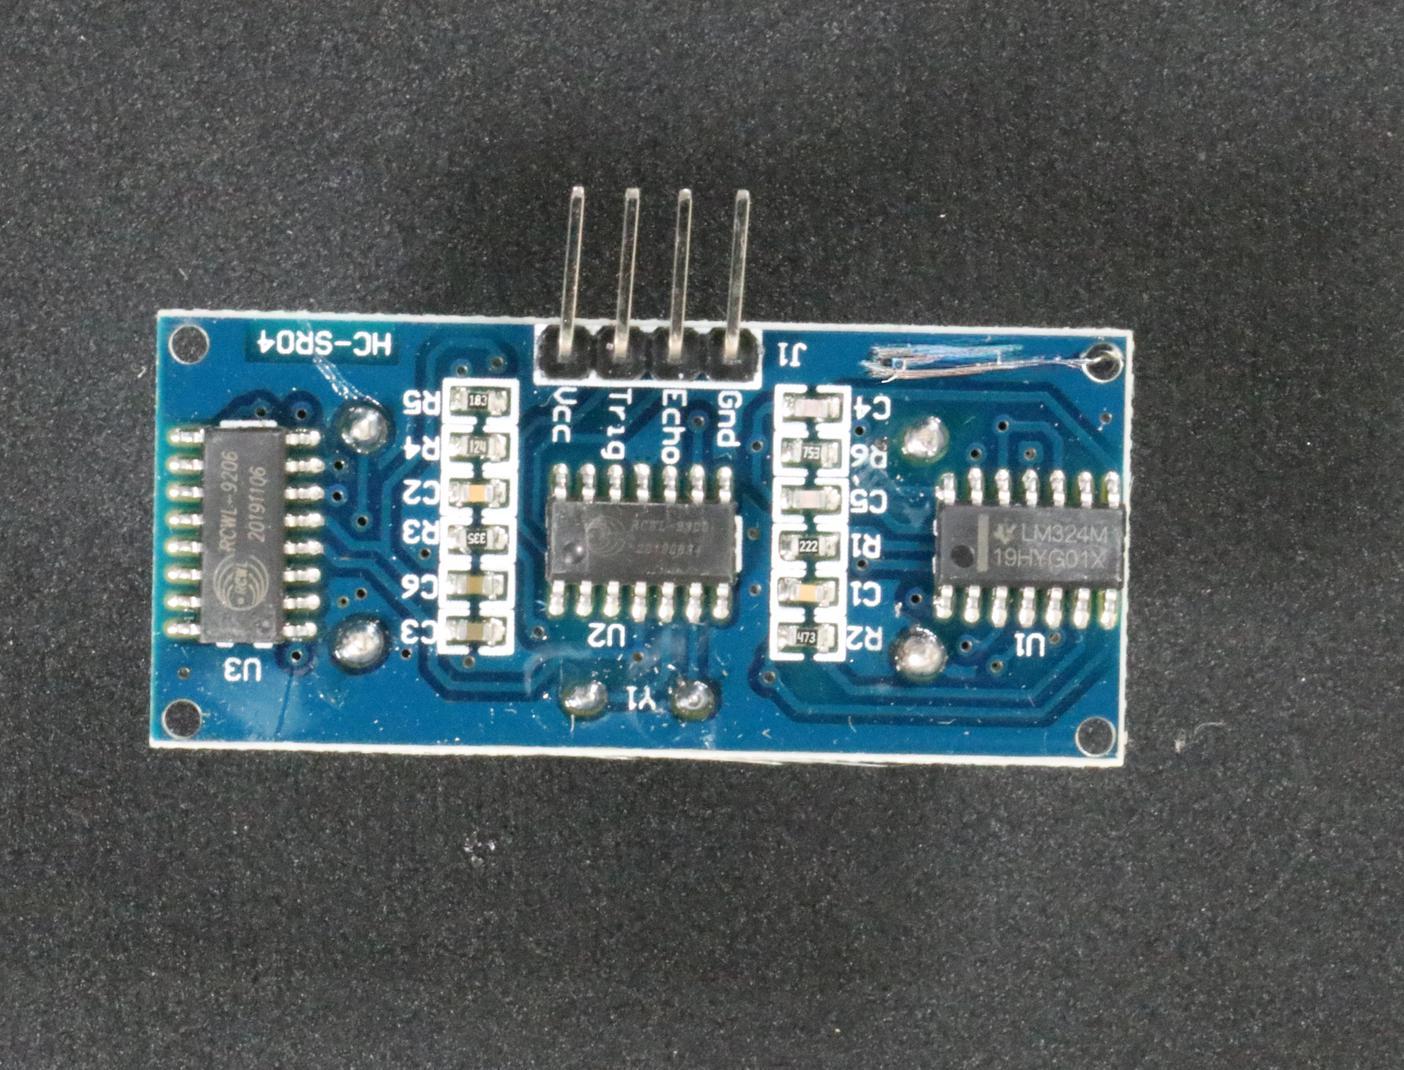 HC-SR04
J1
Vcc
Trig
Echo
Gnd
R5
183
R4
124
C2
R3
335
C6
C3
C4
R6
753
C5
R1
222
C1
R2
473
RCWL-9206
20191106
RCWL
U3
U2
Y1
LM324M
19HYG01X
U1